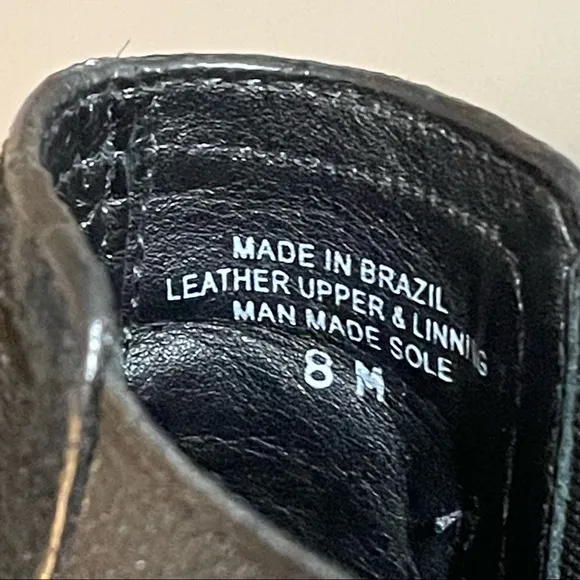 MADE IN BRAZIL
LEATHER UPPER & LINNING
MAN MADE SOLE
8 M